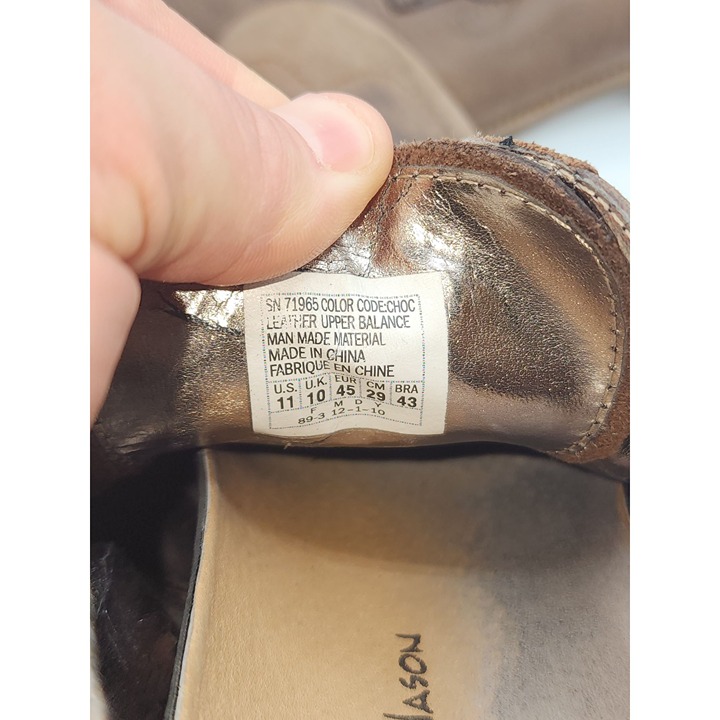 SN 71965 COLOR CODE:CHOC
LEATHER UPPER BALANCE
MAN MADE MATERIAL
MADE IN CHINA
FABRIQUE EN CHINE
U.S. U.K. EUR CM BRA
11 10 45 29 43
F M D Y
89-3 12-1-10
MASON